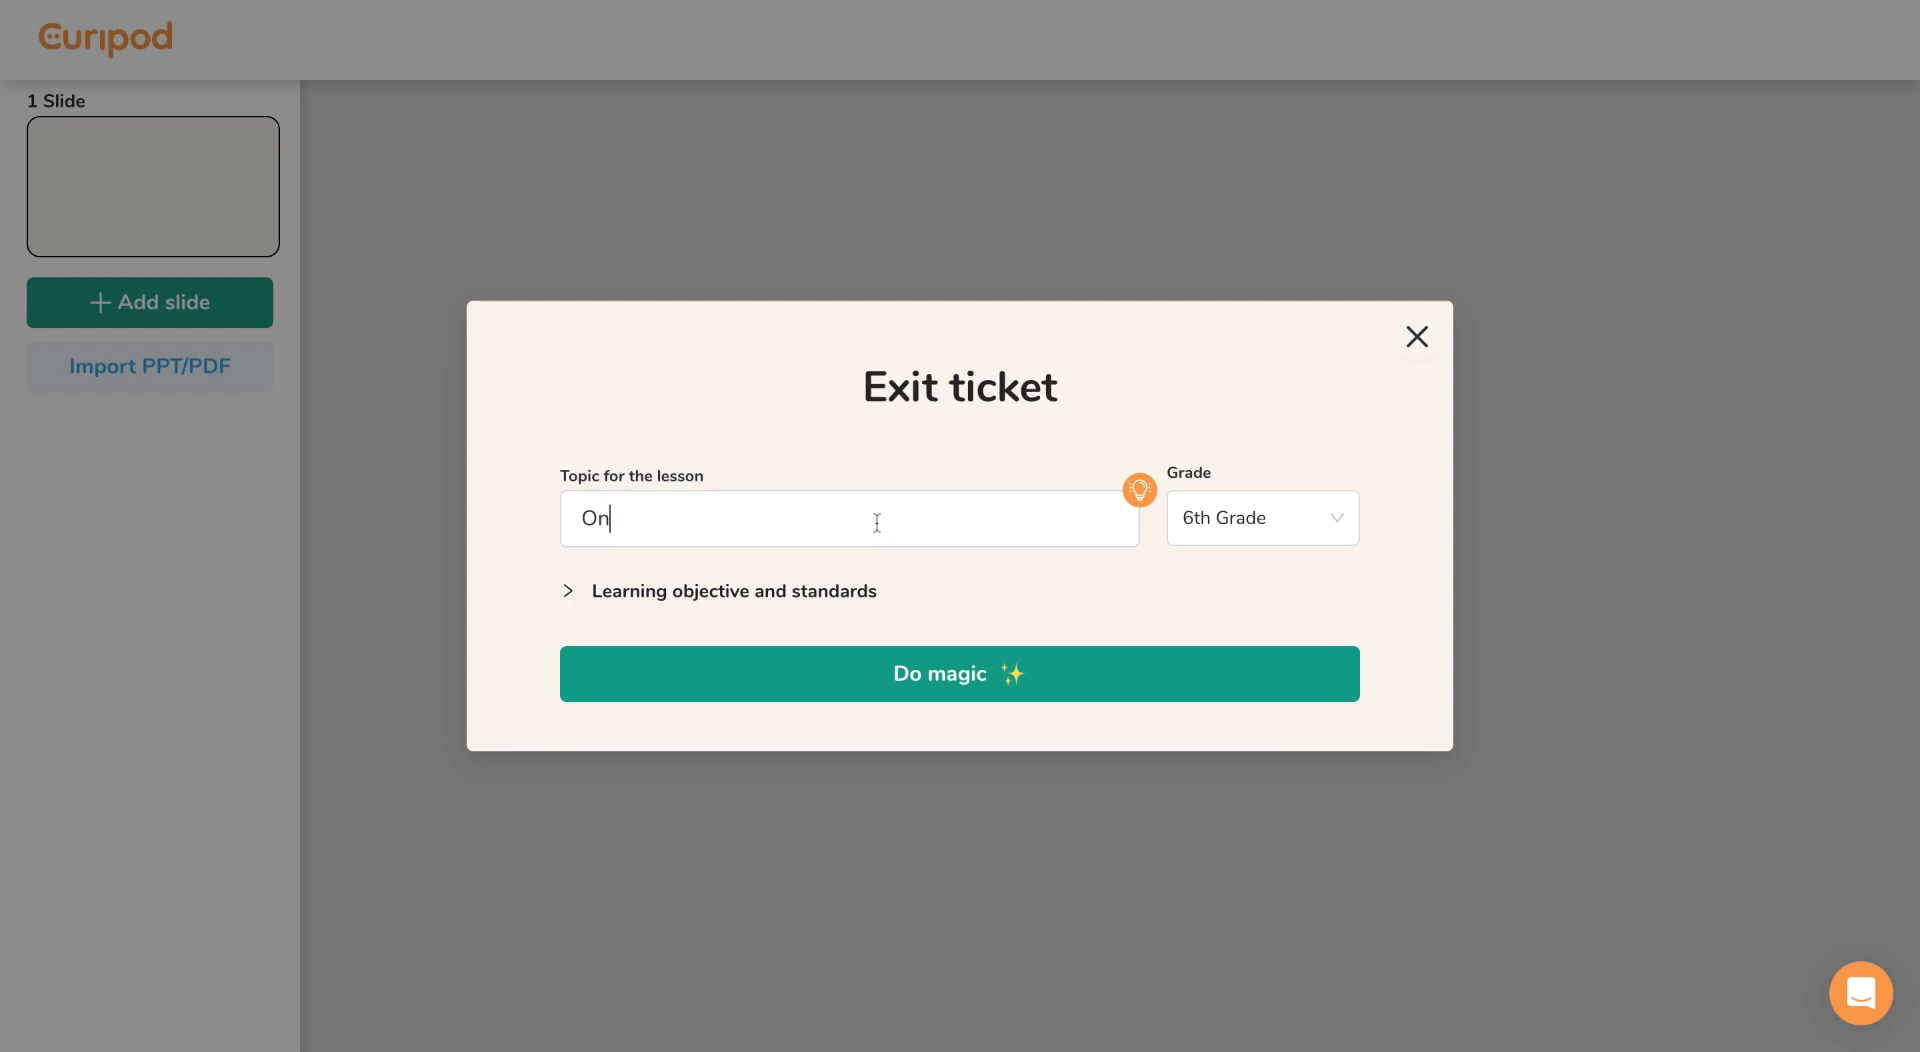 Curipod
1 Slide
+ Add slide
Import PPT/PDF
Exit ticket
Topic for the lesson
Grade
On
6th Grade
Learning objective and standards
Do magic ✨